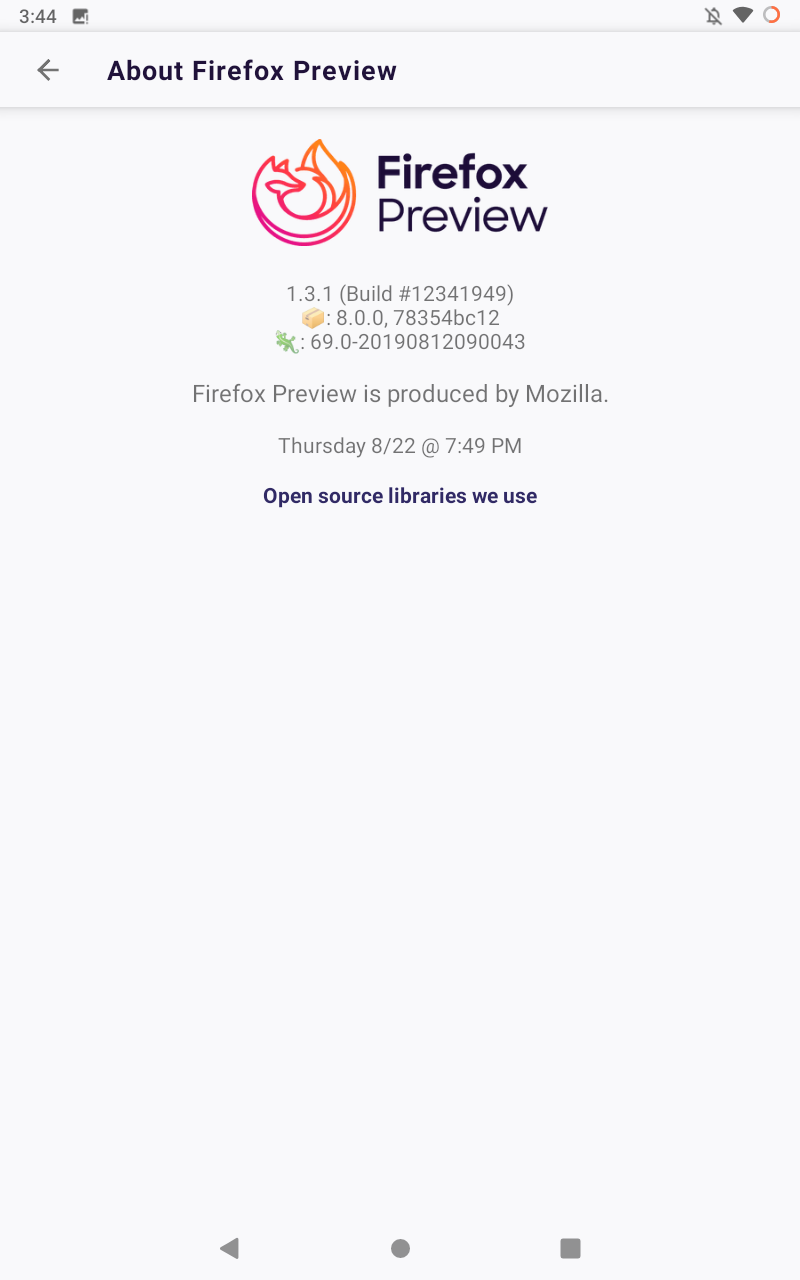 3:44
About Firefox Preview
Firefox
Preview
1.3.1 (Build #12341949)
📦: 8.0.0, 78354bc12
🦎: 69.0-20190812090043
Firefox Preview is produced by Mozilla.
Thursday 8/22 @ 7:49 PM
Open source libraries we use